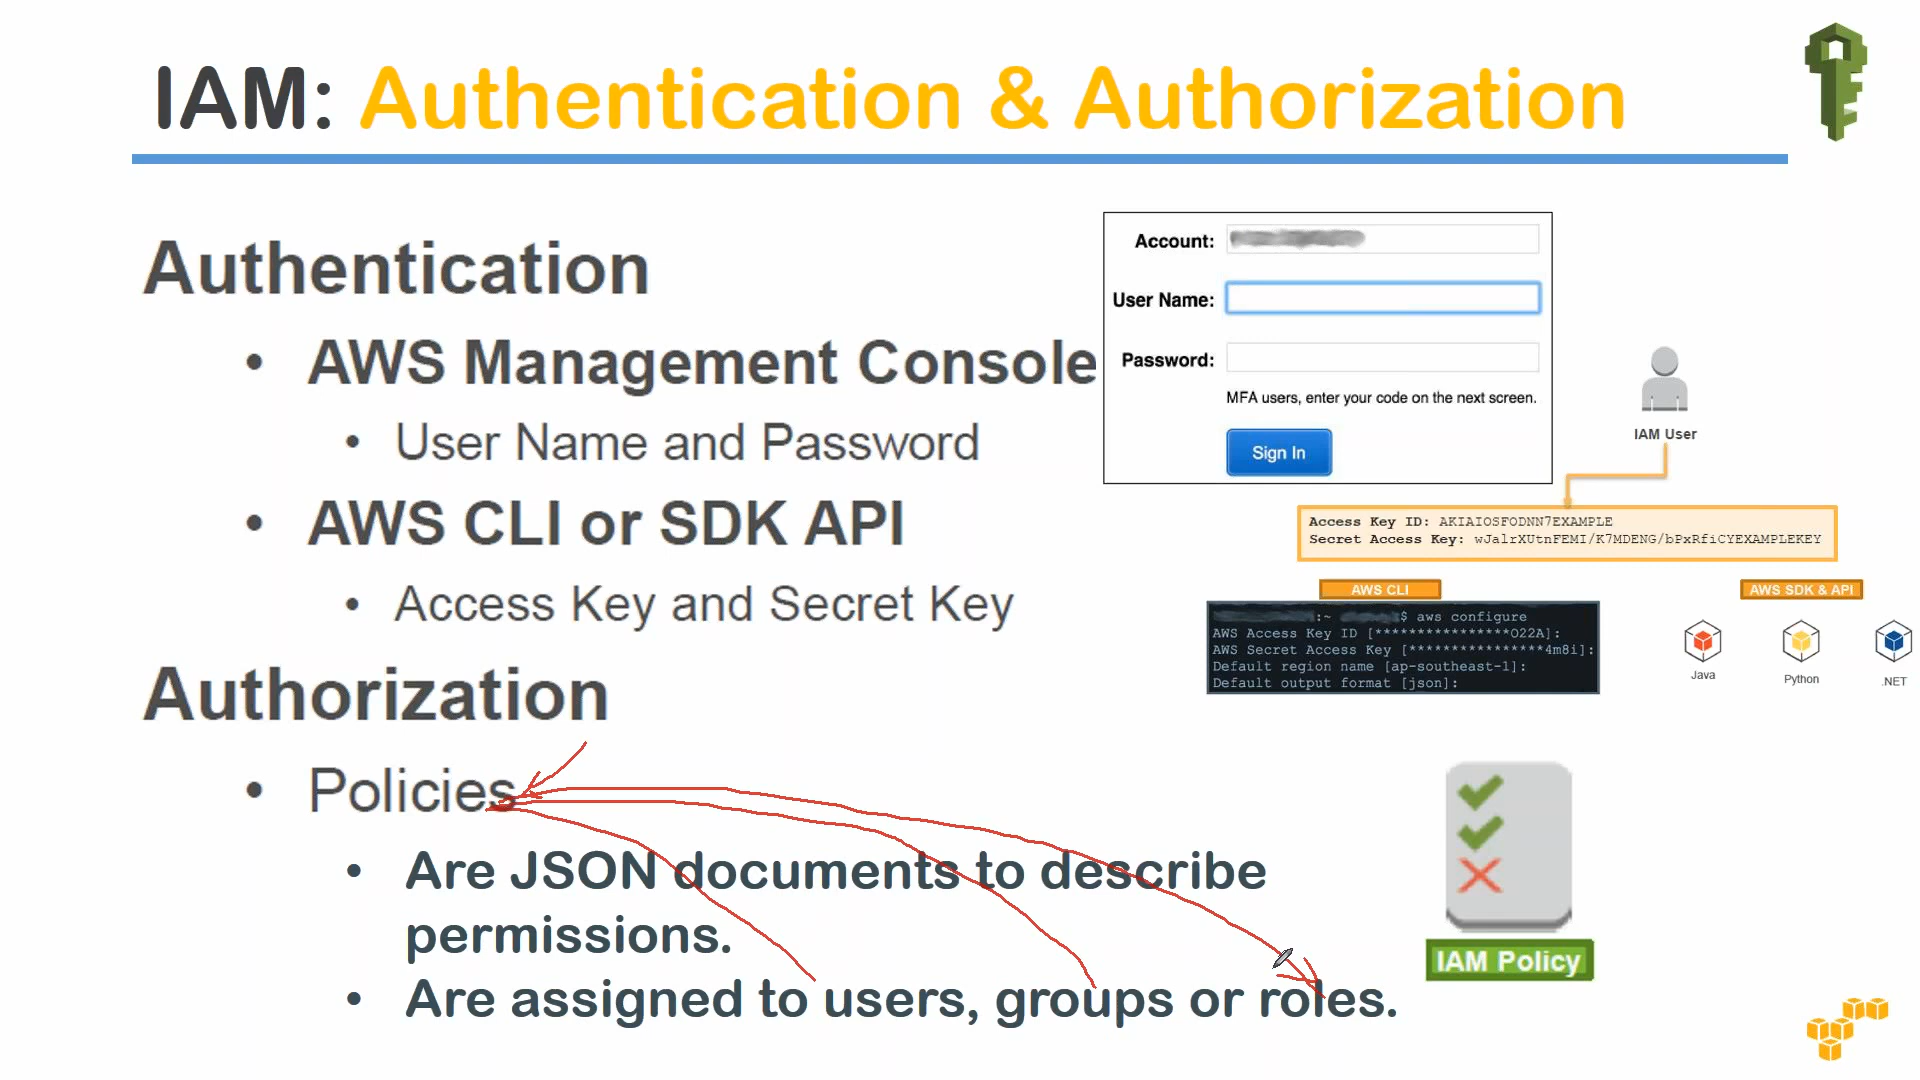 IAM: Authentication & Authorization
Authentication
• AWS Management Console
• User Name and Password
• AWS CLI or SDK API
• Access Key and Secret Key
Authorization
• Policies
• Are JSON documents to describe
permissions.
• Are assigned to users, groups or roles.
Account:
User Name:
Password:
MFA users, enter your code on the next screen.
Sign In
IAM User
Access Key ID: AKIAIOSFODNN7EXAMPLE
Secret Access Key: wJalrXUtnFEMI/K7MDENG/bPxRfiCYEXAMPLEKEY
AWS CLI
:~ $ aws configure
AWS Access Key ID [****************O22A]:
AWS Secret Access Key [****************4m8i]:
Default region name [ap-southeast-1]:
Default output format [json]:
AWS SDK & API
Java
Python
.NET
IAM Policy